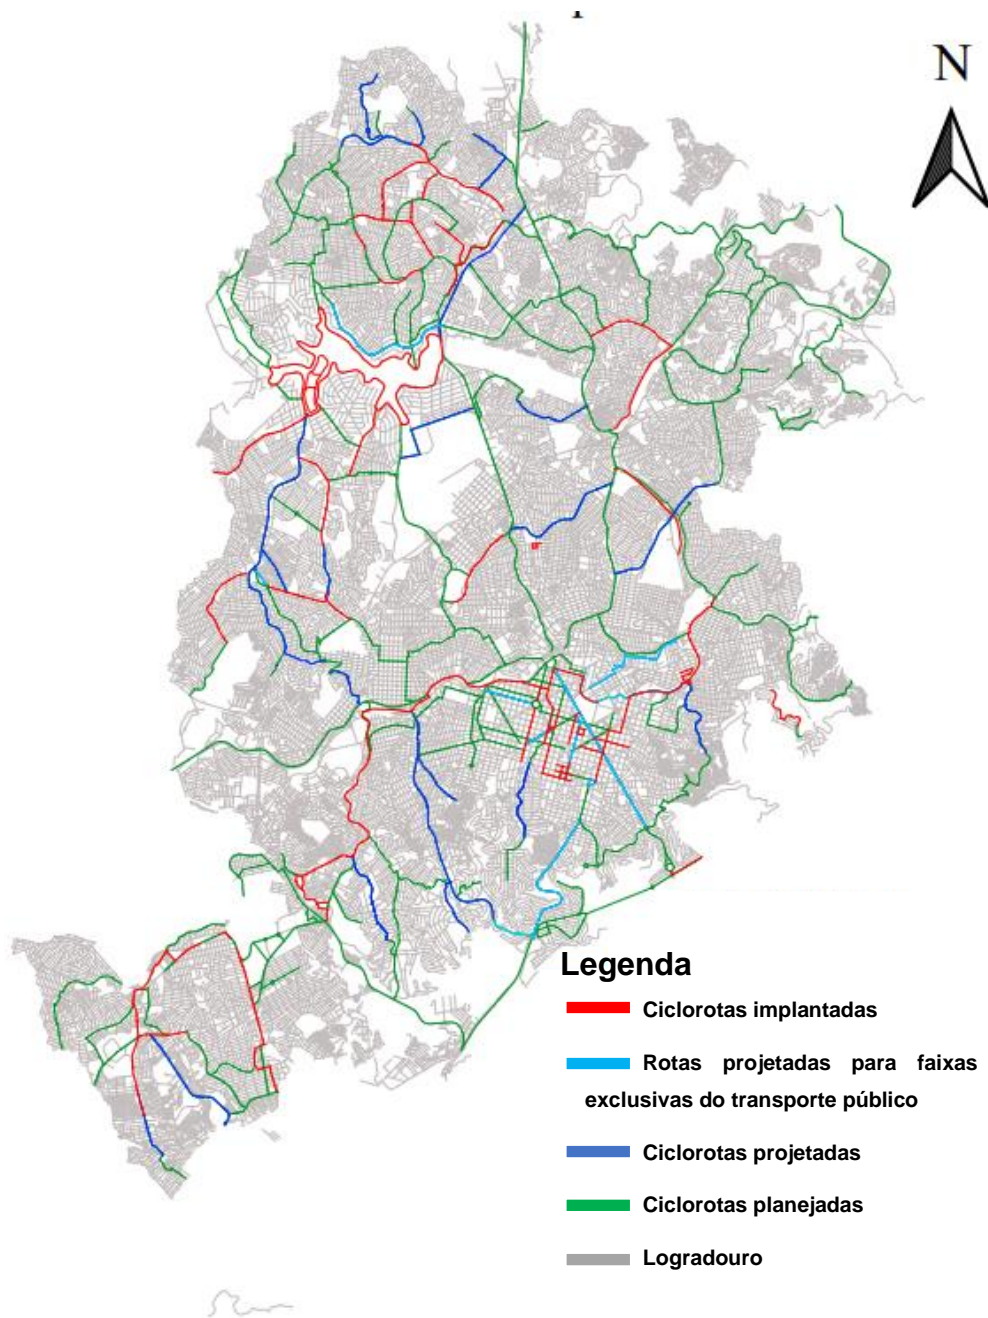 N
Legenda
Ciclorotas implantadas
Rotas projetadas para faixas
exclusivas do transporte público
Ciclorotas projetadas
Ciclorotas planejadas
Logradouro